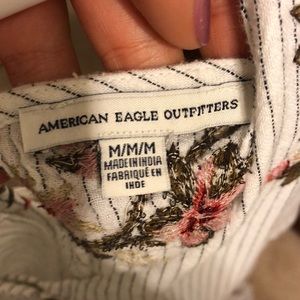 AMERICAN EAGLE OUTFITTERS
M/M/M
MADE IN INDIA
FABRIQUÉ EN
INDE